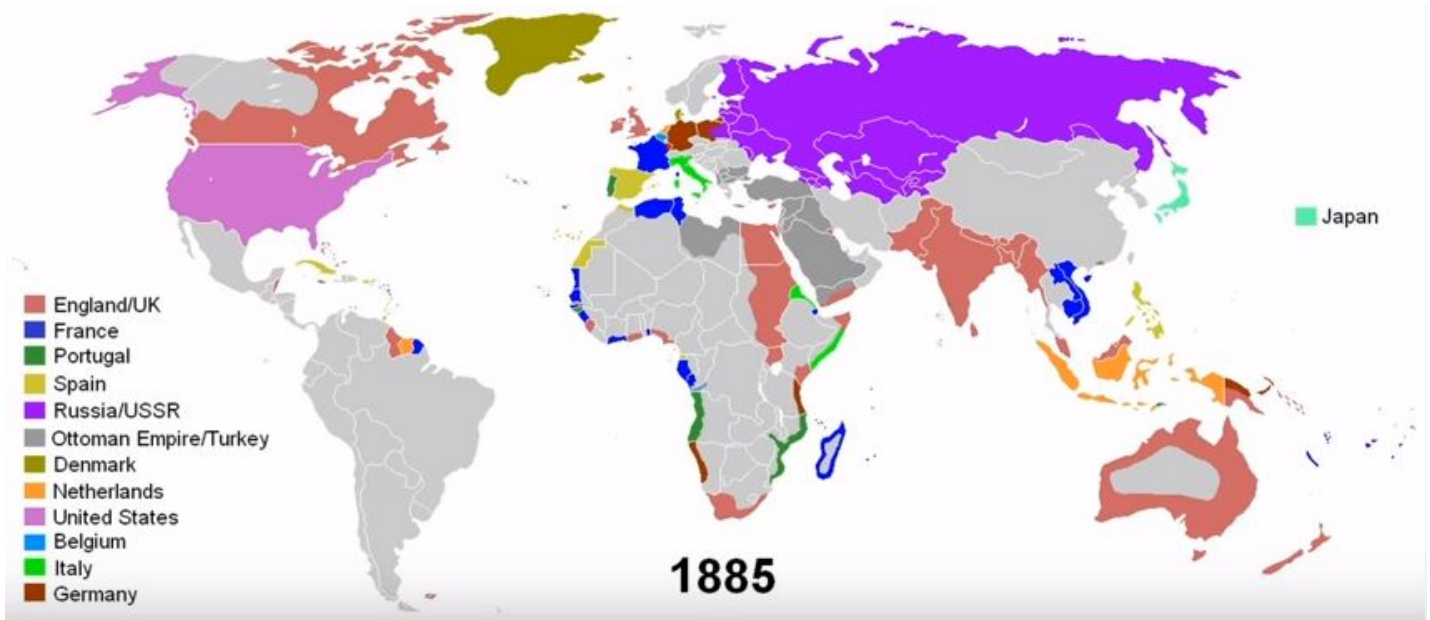 England/UK
France
Portugal
Spain
Russia/USSR
Ottoman Empire/Turkey
Denmark
Netherlands
United States
Belgium
Italy
Germany
Japan
1885